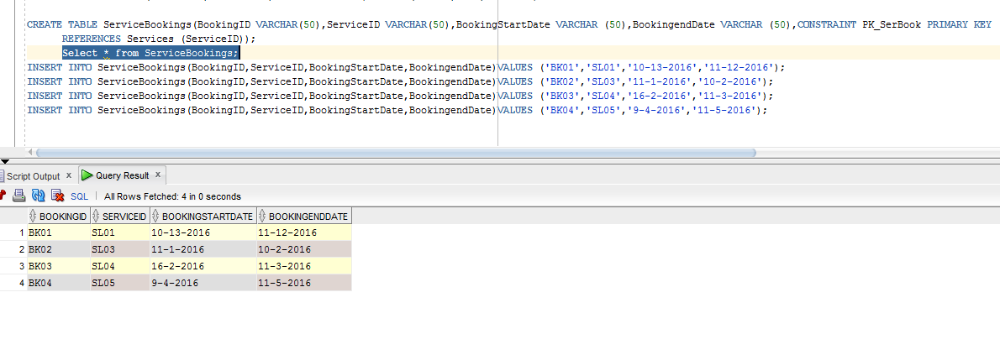 CREATE TABLE ServiceBookings(BookingID VARCHAR(50),ServiceID VARCHAR(50),BookingStartDate VARCHAR (50),BookingendDate VARCHAR (50),CONSTRAINT PK_SerBook PRIMARY KEY
REFERENCES Services (ServiceID));
Select * from ServiceBookings;
INSERT INTO ServiceBookings(BookingID,ServiceID,BookingStartDate,BookingendDate)VALUES ('BK01','SL01','10-13-2016','11-12-2016');
INSERT INTO ServiceBookings(BookingID,ServiceID,BookingStartDate,BookingendDate)VALUES ('BK02','SL03','11-1-2016','10-2-2016');
INSERT INTO ServiceBookings(BookingID,ServiceID,BookingStartDate,BookingendDate)VALUES ('BK03','SL04','16-2-2016','11-3-2016');
INSERT INTO ServiceBookings(BookingID,ServiceID,BookingStartDate,BookingendDate)VALUES ('BK04','SL05','9-4-2016','11-5-2016');
Script Output x Query Result x
SQL | All Rows Fetched: 4 in 0 seconds
BOOKINGID SERVICEID BOOKINGSTARTDATE BOOKINGENDDATE
1 BK01 SL01 10-13-2016 11-12-2016
2 BK02 SL03 11-1-2016 10-2-2016
3 BK03 SL04 16-2-2016 11-3-2016
4 BK04 SL05 9-4-2016 11-5-2016